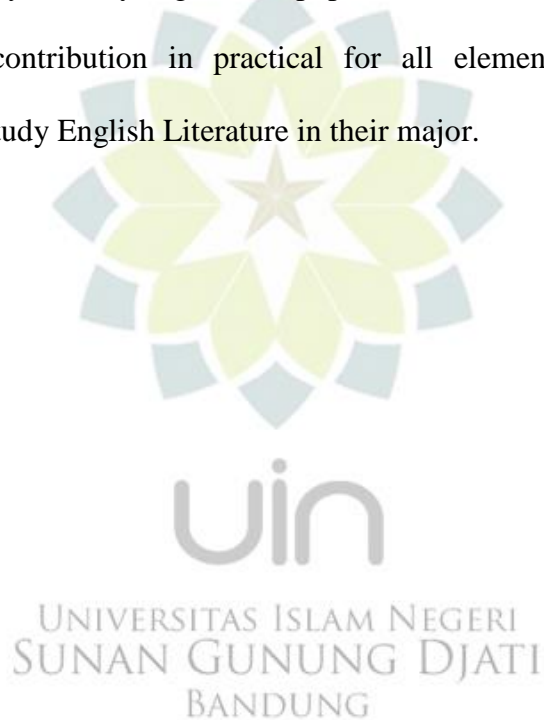 contribution in practical for all elemen
tudy English Literature in their major.
uin
UNIVERSITAS ISLAM NEGERI
SUNAN GUNUNG DJATI
BANDUNG